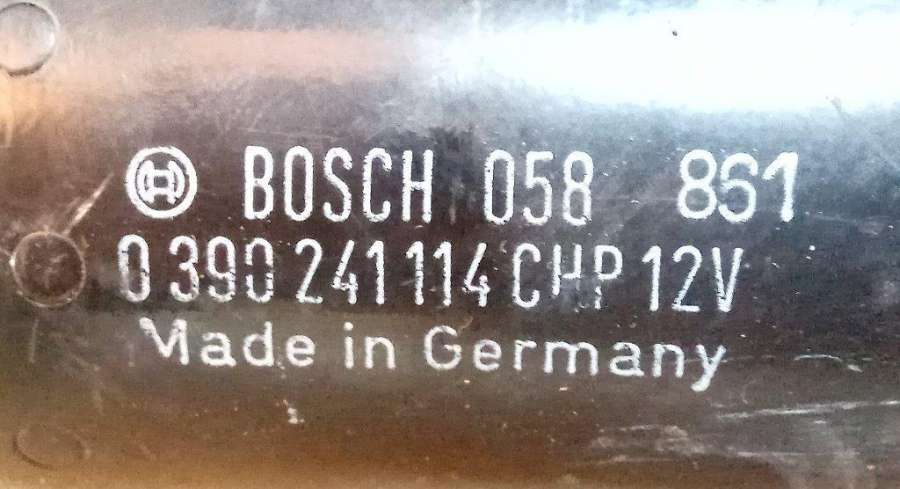 BOSCH 058 861
0 390 241 114 CHP 12V
Made in Germany